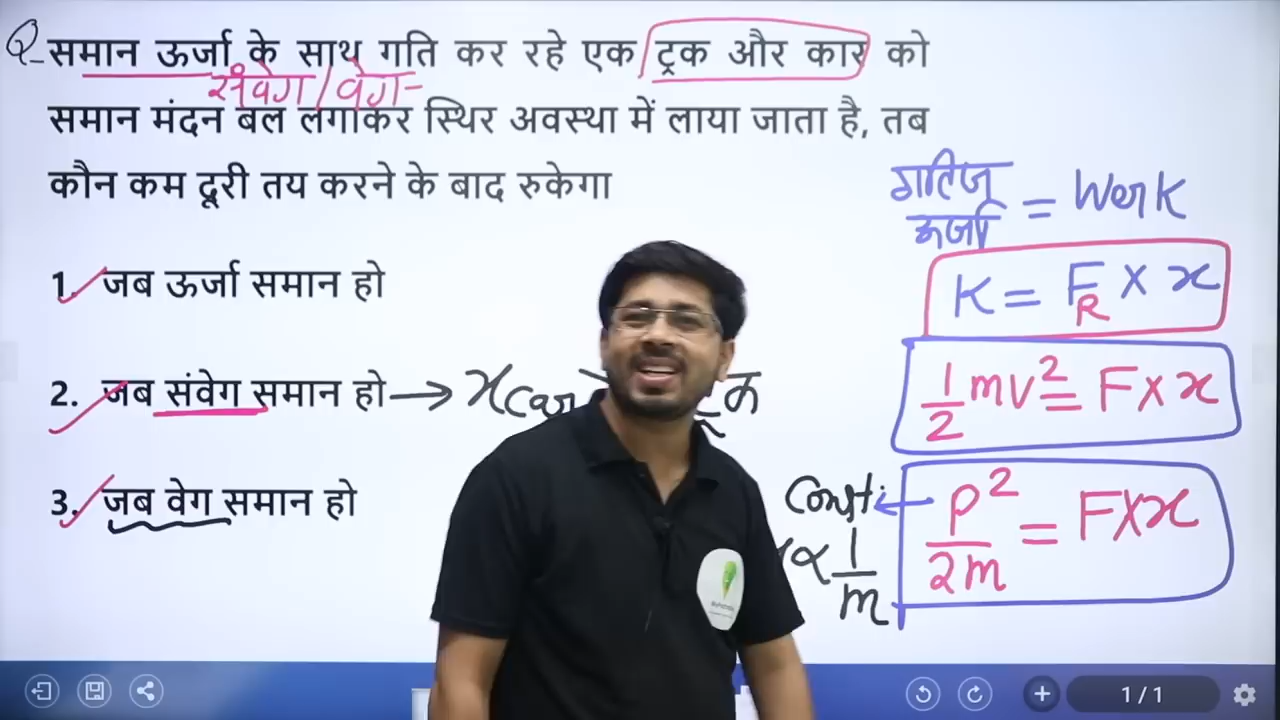 Q- समान ऊर्जा के साथ गति कर रहे एक ट्रक और कार को
संवेग / वेग-
समान मंदन बल लगाकर स्थिर अवस्था में लाया जाता है, तब
कौन कम दूरी तय करने के बाद रुकेगा
गतिज ऊर्जा = Work
K = F × x
R
1. जब ऊर्जा समान हो
1/2 mv² = F × x
2. जब संवेग समान हो → xcar
3. जब वेग समान हो
Const. ← P²/2m = F × x
∝ 1/m
1 / 1